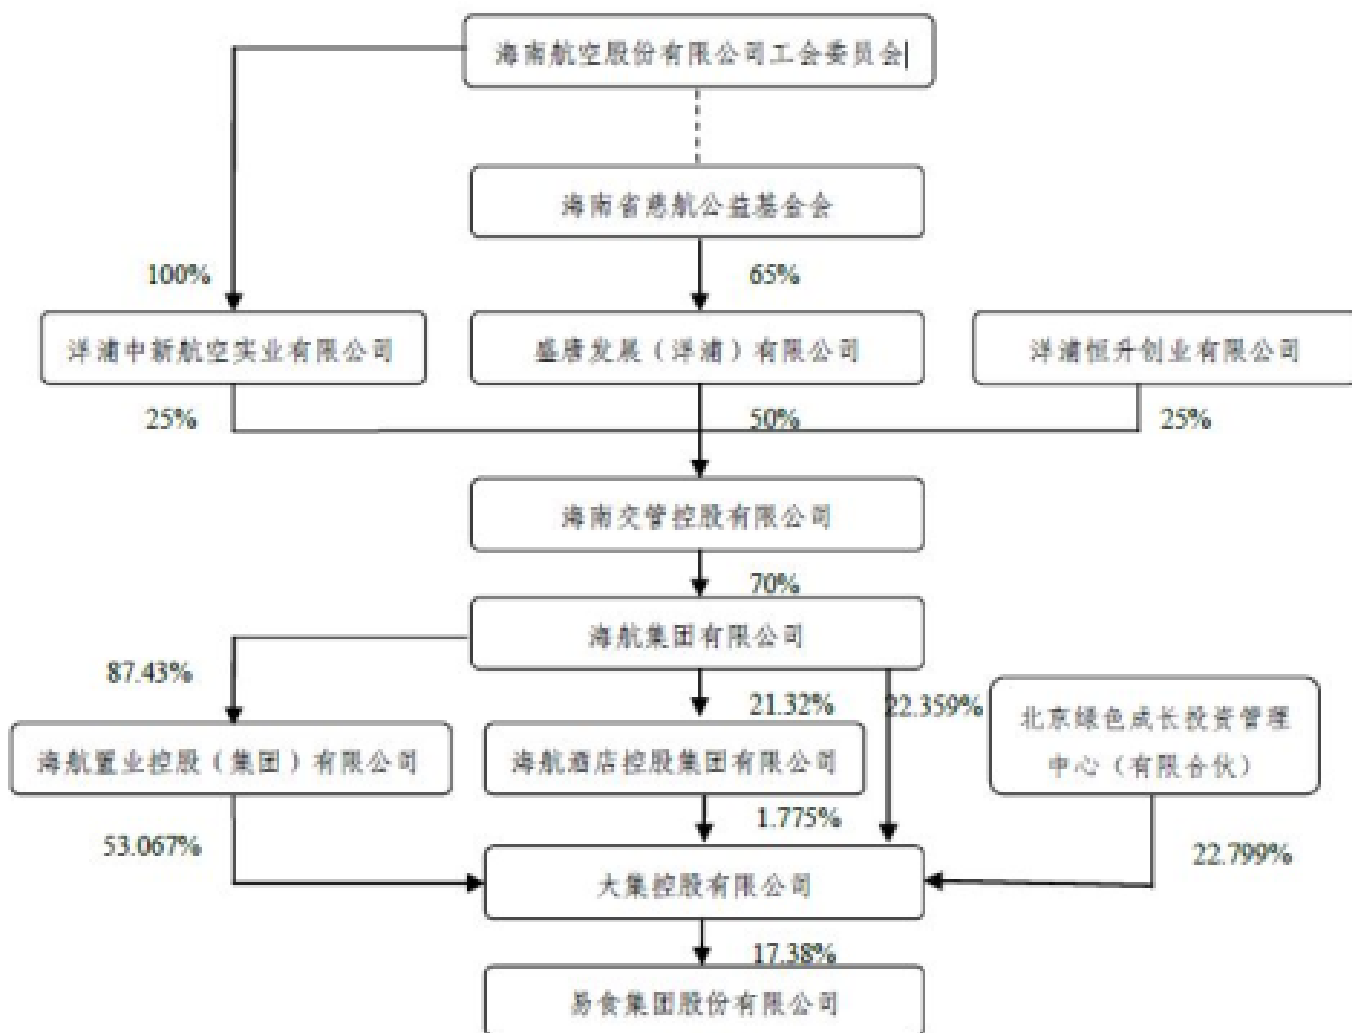 海南航空股份有限公司工会委员会
海南省慈航公益基金会
100%
65%
洋浦中新航空实业有限公司
盛唐发展（洋浦）有限公司
洋浦恒升创业有限公司
25%
50%
25%
海南交管控股有限公司
70%
海航集团有限公司
87.43%
21.32%
22.359%
北京绿色成长投资管理
中心（有限合伙）
海航置业控股（集团）有限公司
海航酒店控股集团有限公司
53.067%
1.775%
22.799%
大集控股有限公司
17.38%
易食集团股份有限公司